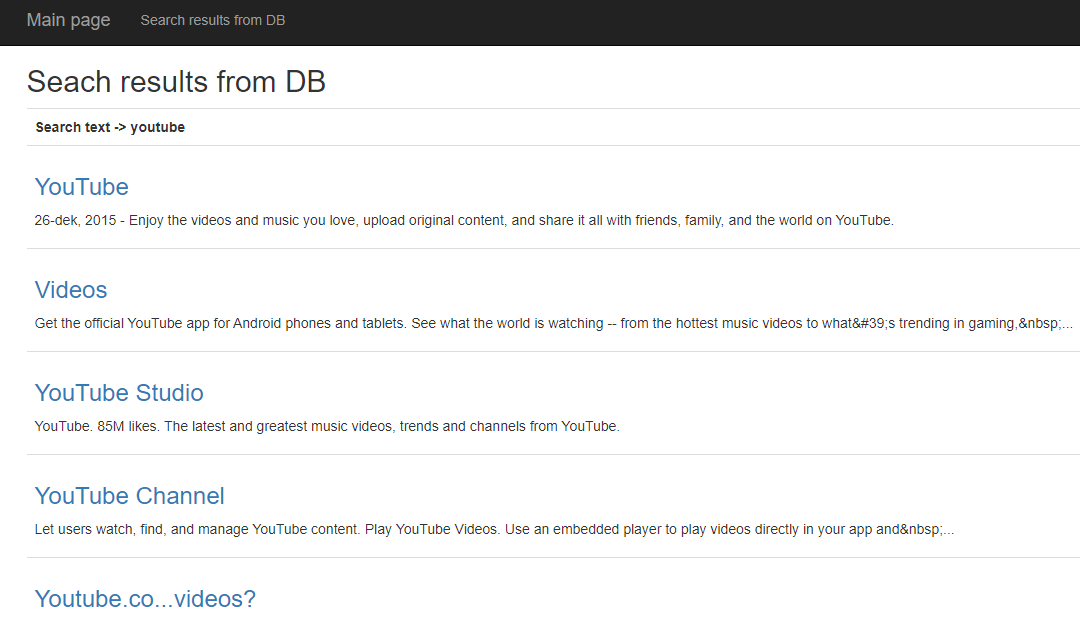 Main page Search results from DB
Seach results from DB
Search text -> youtube
YouTube
26-dek, 2015 - Enjoy the videos and music you love, upload original content, and share it all with friends, family, and the world on YouTube.
Videos
Get the official YouTube app for Android phones and tablets. See what the world is watching -- from the hottest music videos to what&#39;s trending in gaming,&nbsp;...
YouTube Studio
YouTube. 85M likes. The latest and greatest music videos, trends and channels from YouTube.
YouTube Channel
Let users watch, find, and manage YouTube content. Play YouTube Videos. Use an embedded player to play videos directly in your app and&nbsp;...
Youtube.co...videos?